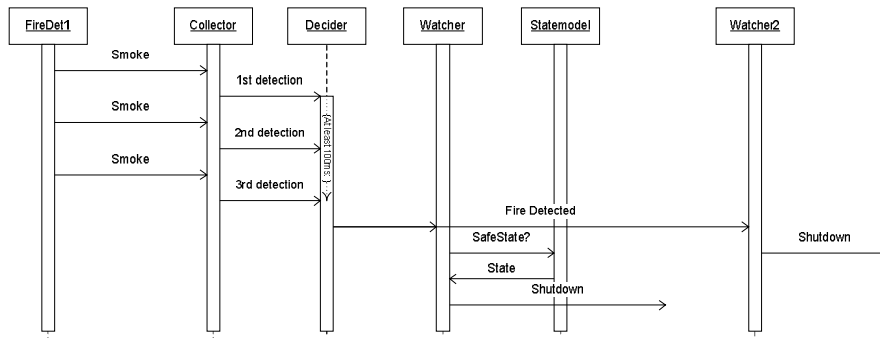 FireDet1
Collector
Decider
Watcher
Statemodel
Watcher2
Smoke
1st detection
Smoke
2nd detection
{At least 100ms: }
Smoke
3rd detection
Fire Detected
SafeState?
Shutdown
State
Shutdown